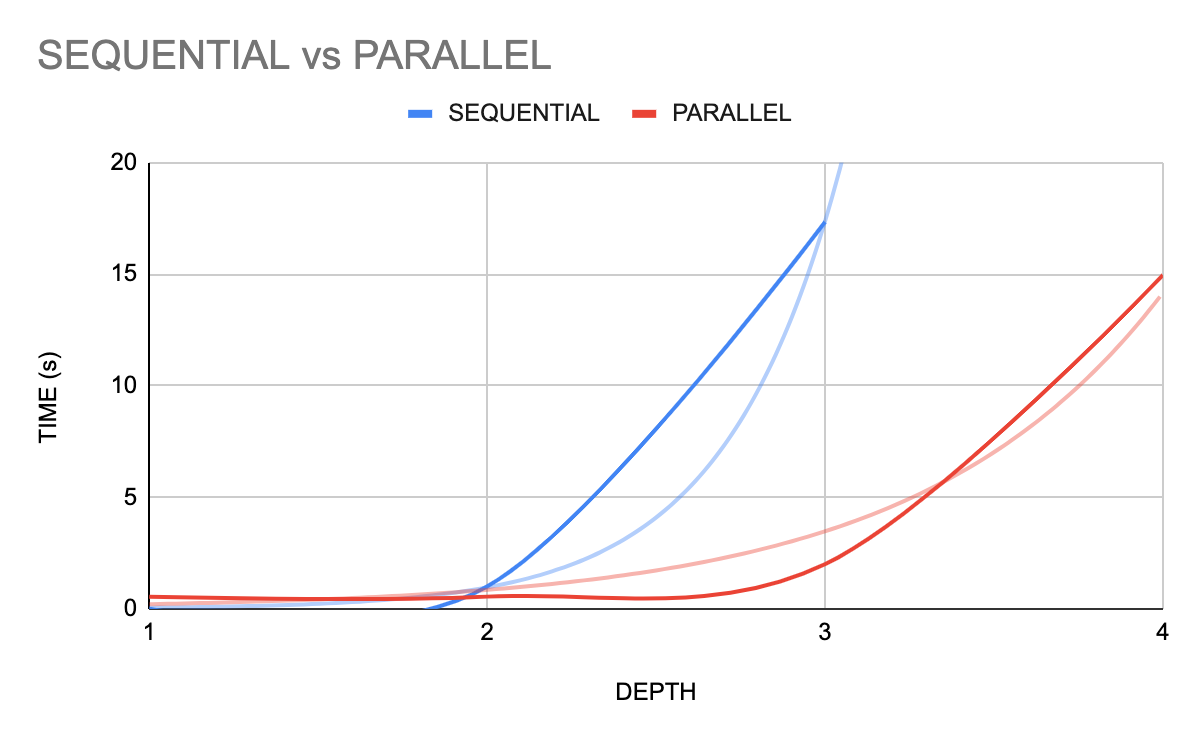 SEQUENTIAL vs PARALLEL
SEQUENTIAL PARALLEL
20
15
10
5
0
TIME (s)
1 2 3 4
DEPTH